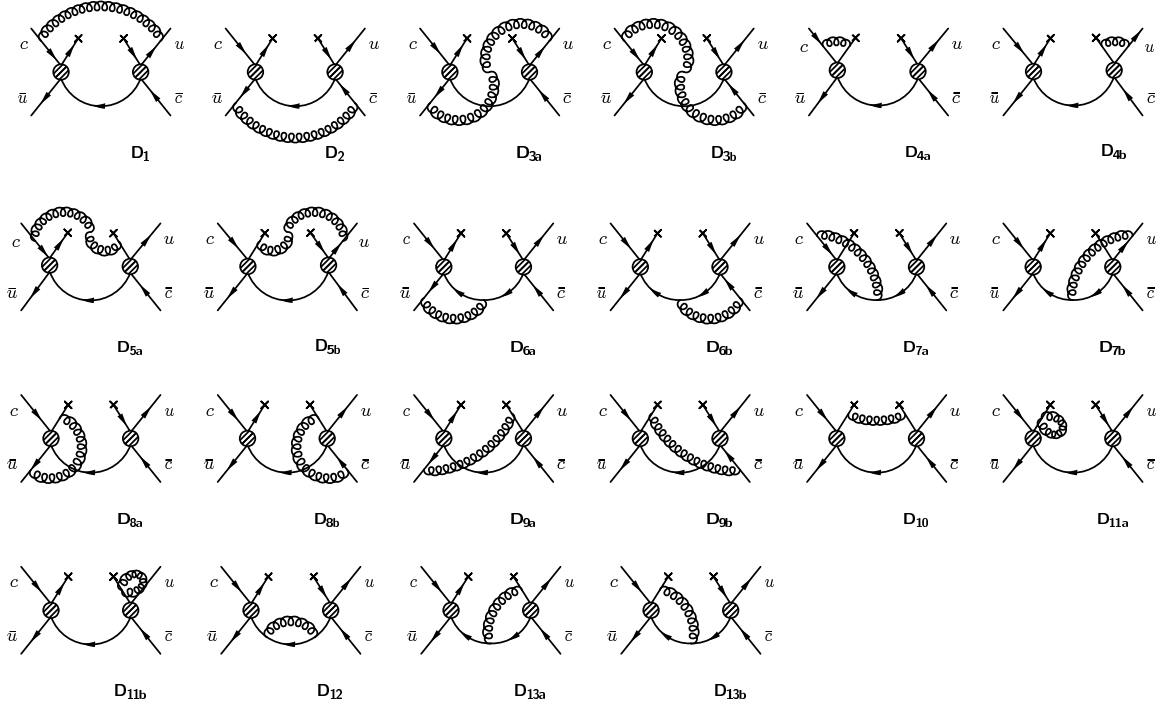 c u c u c u c u c u c u
ū c̄ ū c̄ ū c̄ ū c̄ ū c̄ ū c̄
D1 D2 D3a D3b D4a D4b
c u c u c u c u c u c u
ū c̄ ū c̄ ū c̄ ū c̄ ū c̄ ū c̄
D5a D5b D6a D6b D7a D7b
c u c u c u c u c u c u
ū c̄ ū c̄ ū c̄ ū c̄ ū c̄ ū c̄
D8a D8b D9a D9b D10 D11a
c u c u c u c u
ū c̄ ū c̄ ū c̄ ū c̄
D11b D12 D13a D13b